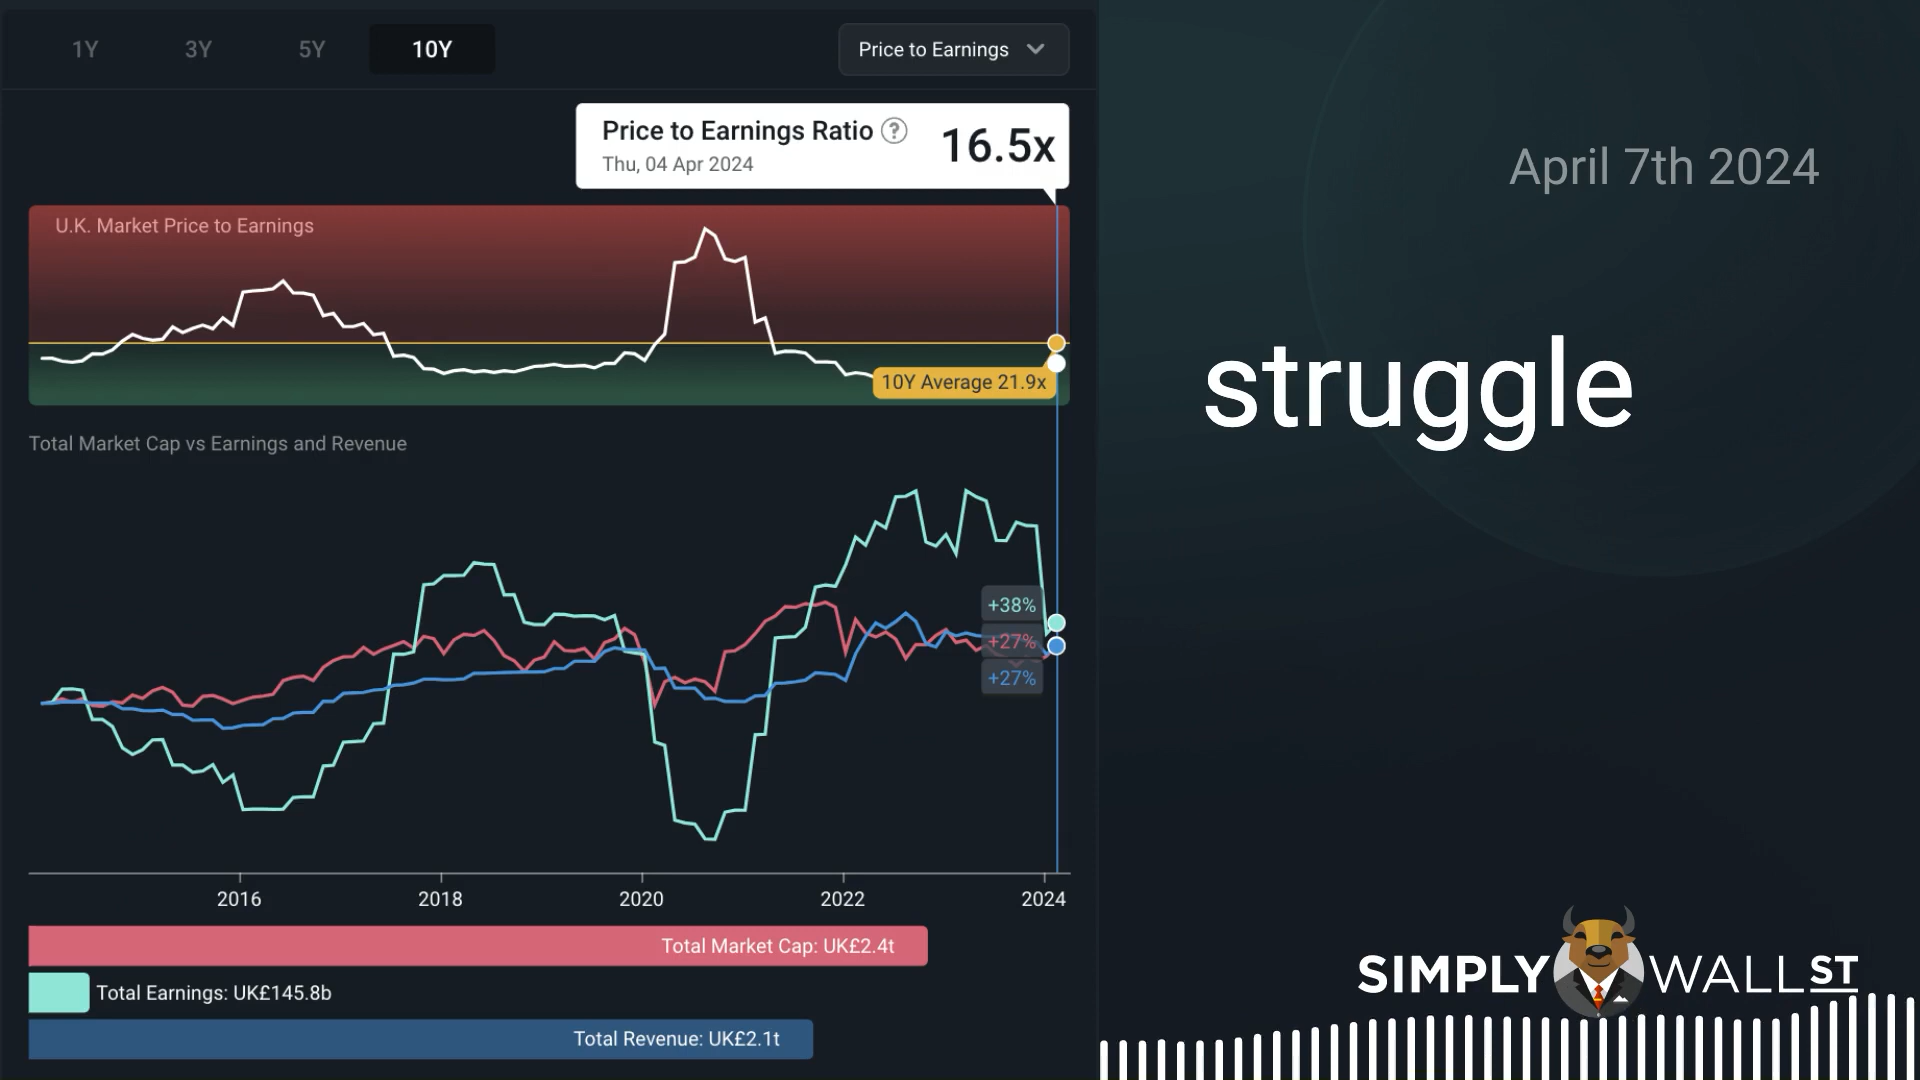 1Y 3Y 5Y 10Y
Price to Earnings
Price to Earnings Ratio ?
16.5x
Thu, 04 Apr 2024
U.K. Market Price to Earnings
10Y Average 21.9x
Total Market Cap vs Earnings and Revenue
+38%
+27%
+27%
2016 2018 2020 2022 2024
Total Market Cap: UK£2.4t
Total Earnings: UK£145.8b
Total Revenue: UK£2.1t
April 7th 2024
struggle
SIMPLY WALL ST